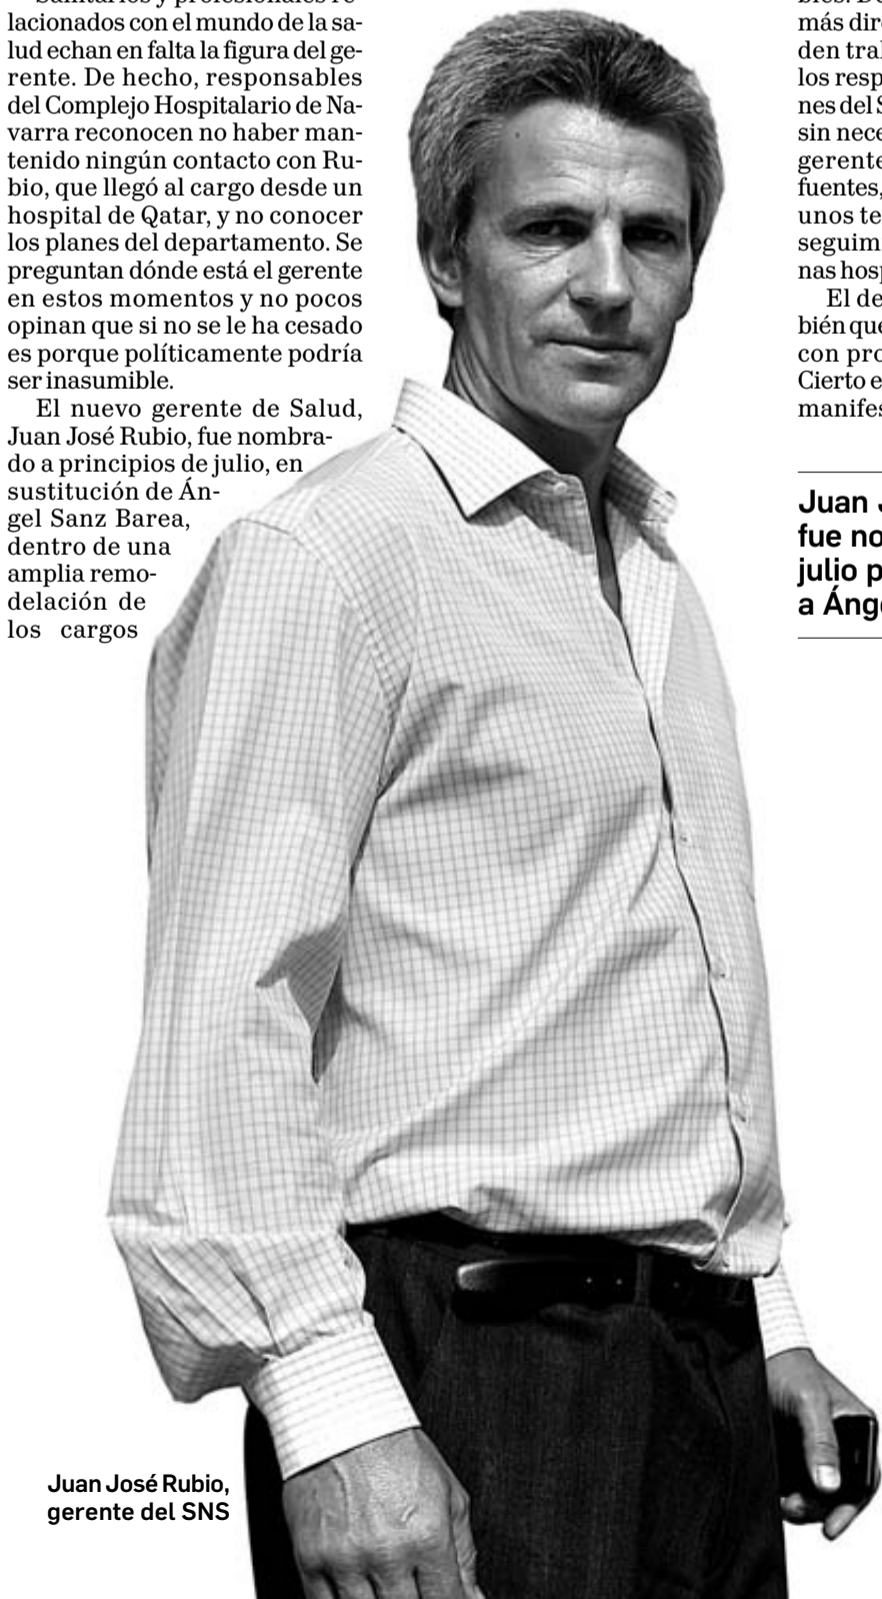 Sanitarios y profesionales re-
lacionados con el mundo de la sa-
lud echan en falta la figura del ge-
rente. De hecho, responsables
del Complejo Hospitalario de Na-
varra reconocen no haber man-
tenido ningún contacto con Ru-
bio, que llegó al cargo desde un
hospital de Qatar, y no conocer
los planes del departamento. Se
preguntan dónde está el gerente
en estos momentos y no pocos
opinan que si no se le ha cesado
es porque políticamente podría
ser inasumible.
El nuevo gerente de Salud,
Juan José Rubio, fue nombra-
do a principios de julio, en
sustitución de Án-
gel Sanz Barea,
dentro de una
amplia remo-
delación de
los cargos
Juan José Rubio,
gerente del SNS
más dir
den tra
los resp
nes del S
sin nece
gerente
fuentes,
unos te
seguim
nas hosp
El de
bién que
con pro
Cierto e
manifes
Juan J
fue no
julio p
a Áng